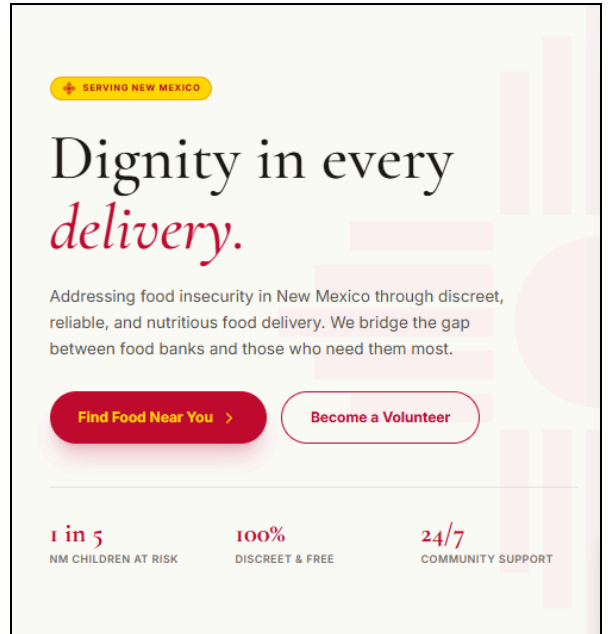 SERVING NEW MEXICO
Dignity in every
delivery.
Addressing food insecurity in New Mexico through discreet,
reliable, and nutritious food delivery. We bridge the gap
between food banks and those who need them most.
Find Food Near You
Become a Volunteer
1 in 5
100%
24/7
NM CHILDREN AT RISK
DISCREET & FREE
COMMUNITY SUPPORT